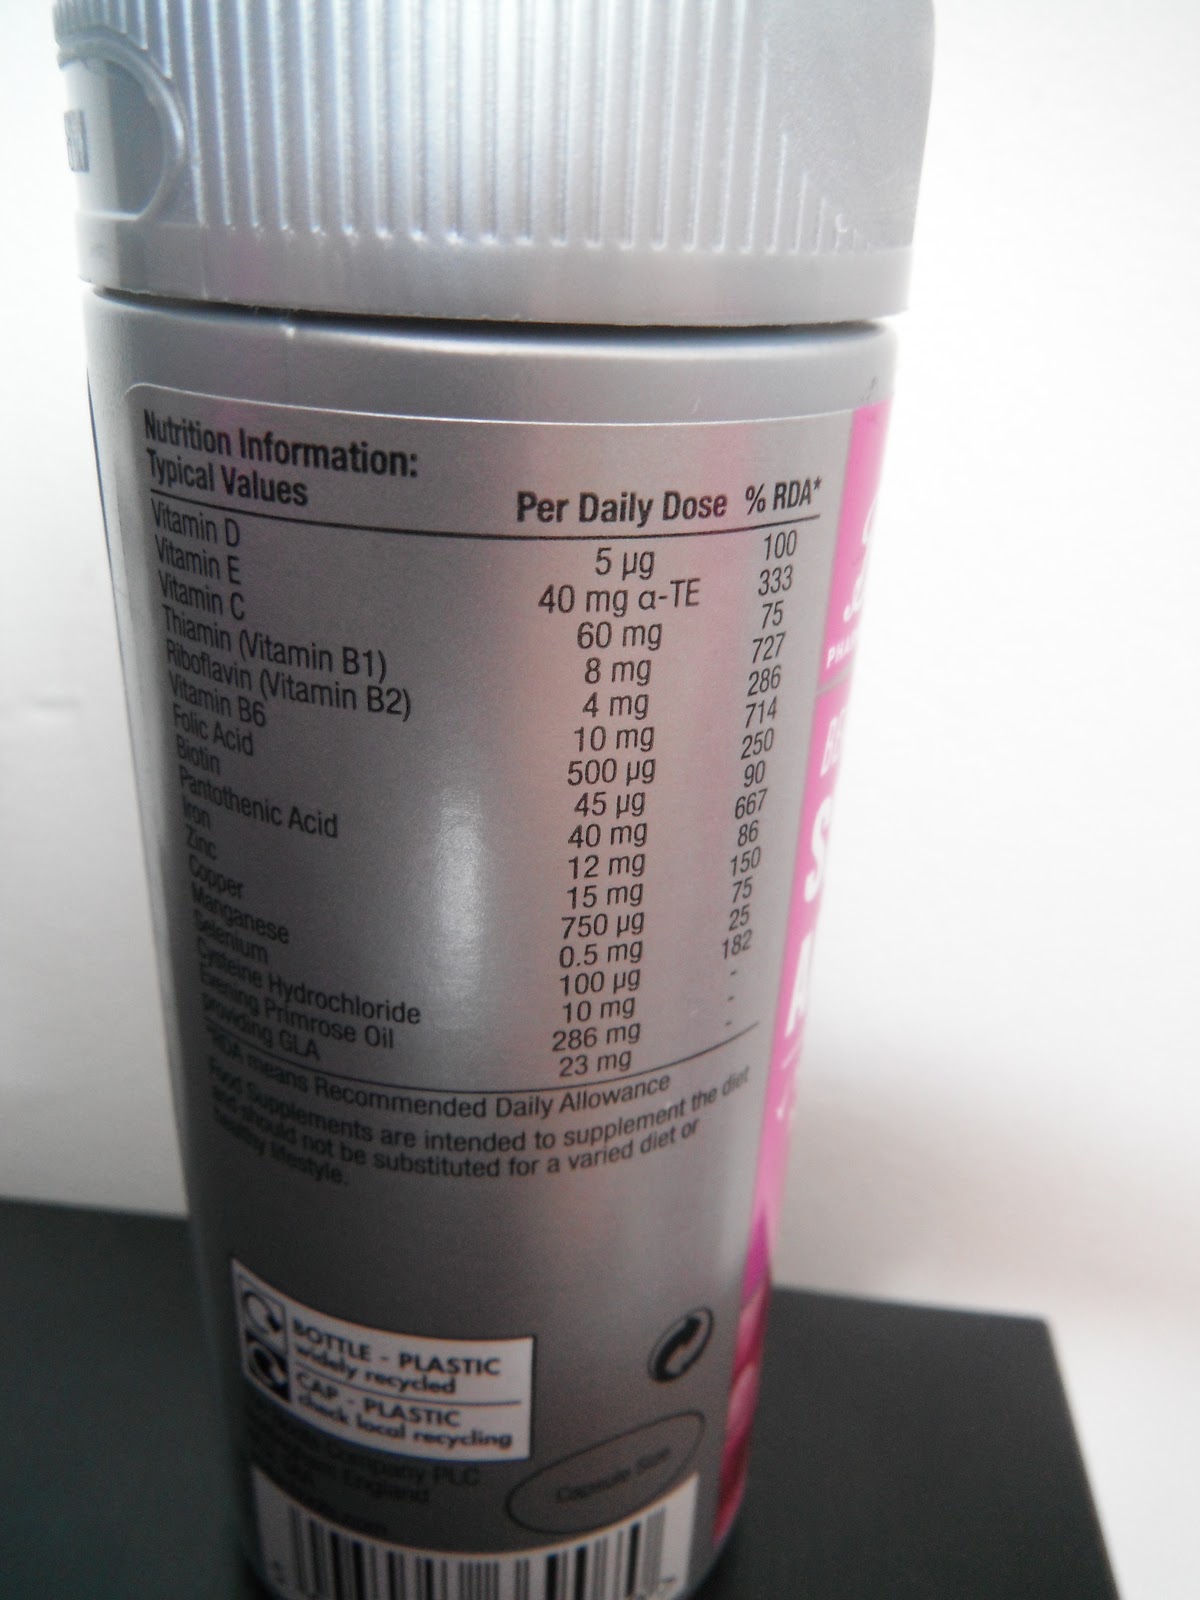 Nutrition Information:
Typical Values Per Daily Dose % RDA*
Vitamin D 5 µg 100
Vitamin E 40 mg α-TE 333
Vitamin C 60 mg 75
Thiamin (Vitamin B1) 8 mg 727
Riboflavin (Vitamin B2) 4 mg 286
Vitamin B6 10 mg 714
Folic Acid 500 µg 250
Biotin 45 µg 90
Pantothenic Acid 40 mg 667
Iron 12 mg 86
Zinc 15 mg 150
Copper 750 µg 75
Manganese 0.5 mg 25
Selenium 100 µg 182
Cysteine Hydrochloride 10 mg -
Evening Primrose Oil 286 mg -
providing GLA 23 mg -
*RDA means Recommended Daily Allowance
Food Supplements are intended to supplement the diet
and should not be substituted for a varied diet or
healthy lifestyle.
BOTTLE - PLASTIC
widely recycled
CAP - PLASTIC
check local recycling
Company PLC
England
Capsule Size